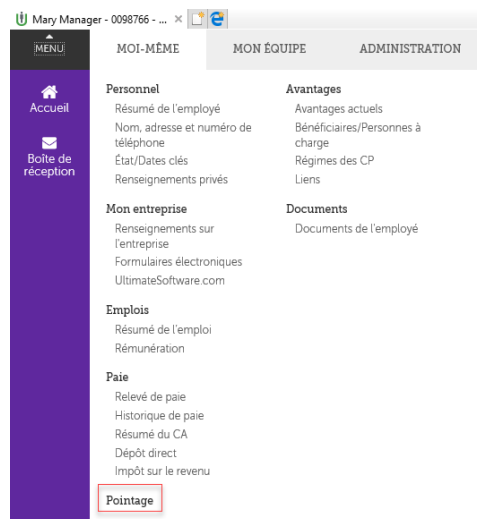 Mary Manager - 0098766 - ...
MENU
MOI-MÊME
MON ÉQUIPE
ADMINISTRATION
Accueil
Boîte de
réception
Personnel
Résumé de l'employé
Nom, adresse et numéro de
téléphone
État/Dates clés
Renseignements privés
Mon entreprise
Renseignements sur
l'entreprise
Formulaires électroniques
UltimateSoftware.com
Emplois
Résumé de l'emploi
Rémunération
Paie
Relevé de paie
Historique de paie
Résumé du CA
Dépôt direct
Impôt sur le revenu
Pointage
Avantages
Avantages actuels
Bénéficiaires/Personnes à
charge
Régimes des CP
Liens
Documents
Documents de l'employé